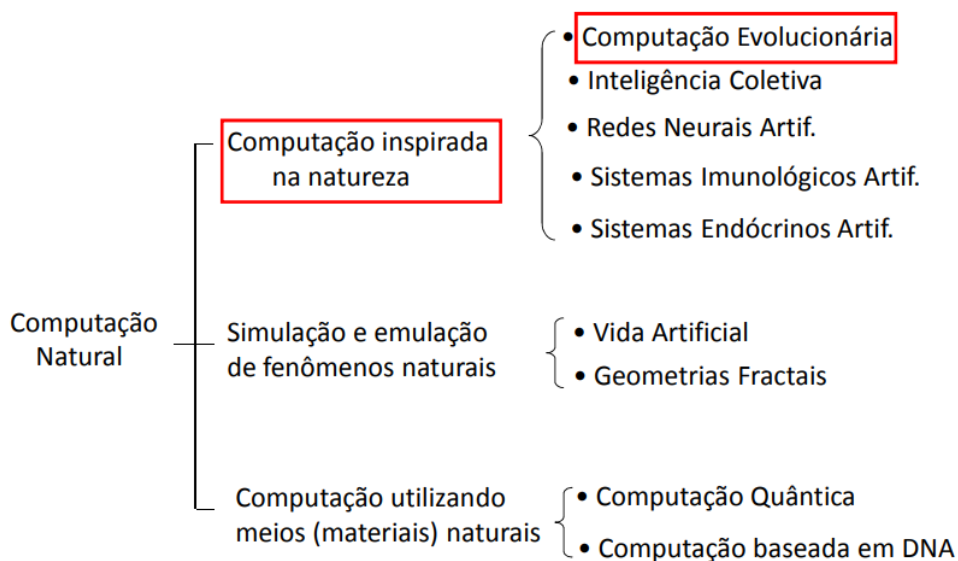 • Computação Evolucionária
• Inteligência Coletiva
Computação inspirada
na natureza
• Redes Neurais Artif.
• Sistemas Imunológicos Artif.
• Sistemas Endócrinos Artif.
Computação
Natural
Simulação e emulação
de fenômenos naturais
• Vida Artificial
• Geometrias Fractais
Computação utilizando
meios (materiais) naturais
• Computação Quântica
• Computação baseada em DNA